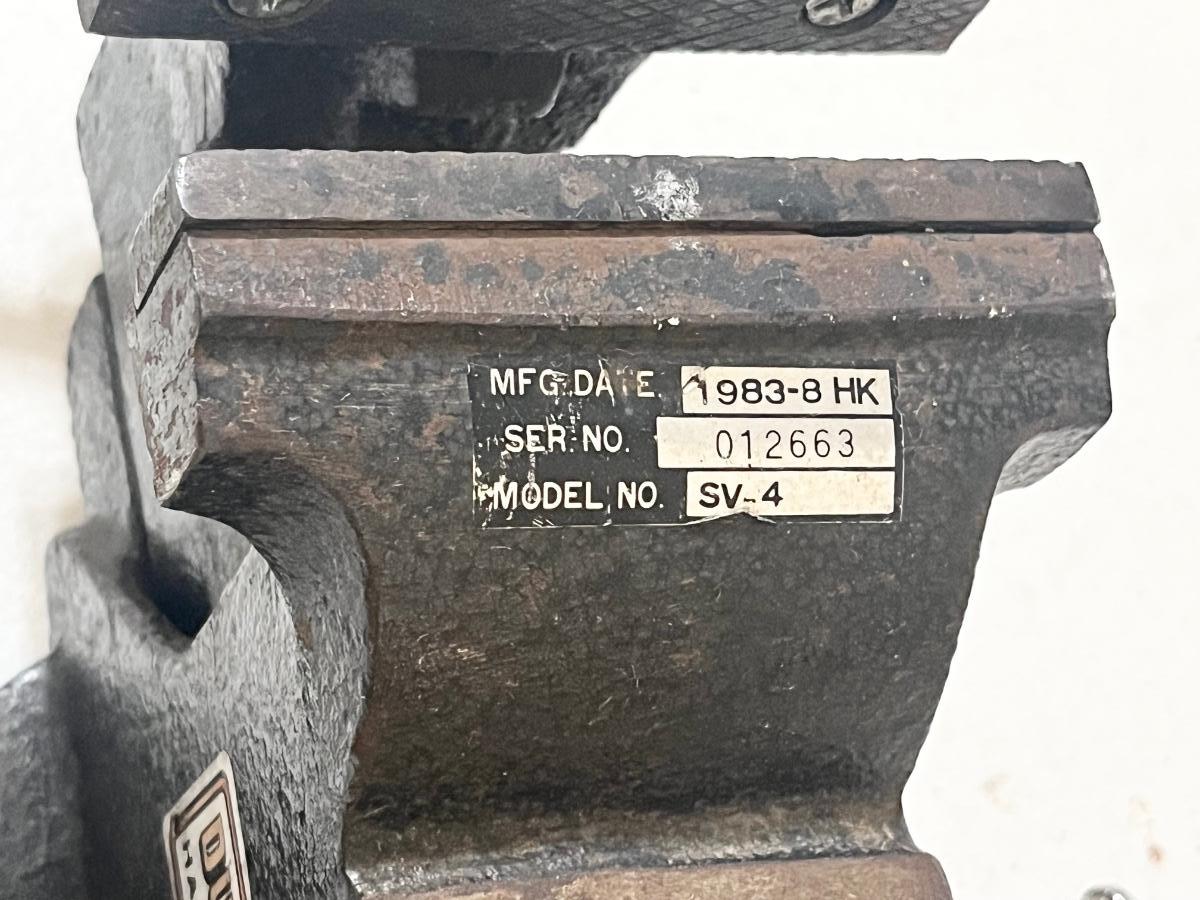 MFG. DATE. 1983-8 HK
SER. NO. 012663
MODEL NO. SV-4